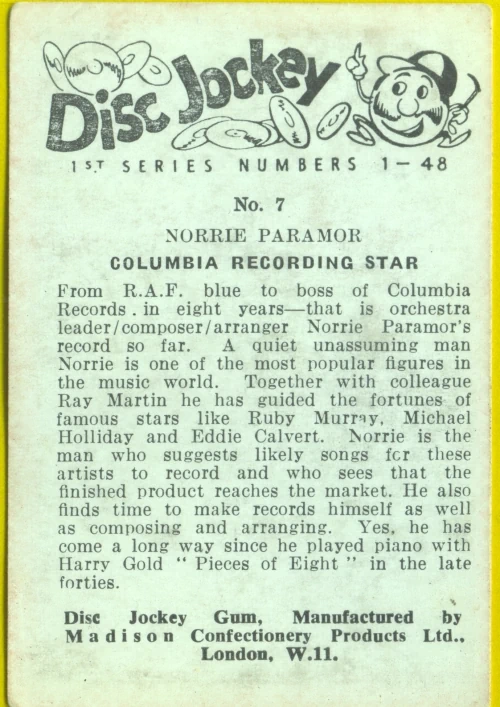 Disc Jockey
1ST SERIES NUMBERS 1-48
No. 7
NORRIE PARAMOR
COLUMBIA RECORDING STAR
From R.A.F. blue to boss of Columbia
Records . in eight years—that is orchestra
leader/composer/arranger Norrie Paramor's
record so far. A quiet unassuming man
Norrie is one of the most popular figures in
the music world. Together with colleague
Ray Martin he has guided the fortunes of
famous stars like Ruby Murray, Michael
Holliday and Eddie Calvert. Norrie is the
man who suggests likely songs for these
artists to record and who sees that the
finished product reaches the market. He also
finds time to make records himself as well
as composing and arranging. Yes, he has
come a long way since he played piano with
Harry Gold " Pieces of Eight " in the late
forties.
Disc Jockey Gum, Manufactured by
Madison Confectionery Products Ltd.,
London, W.11.